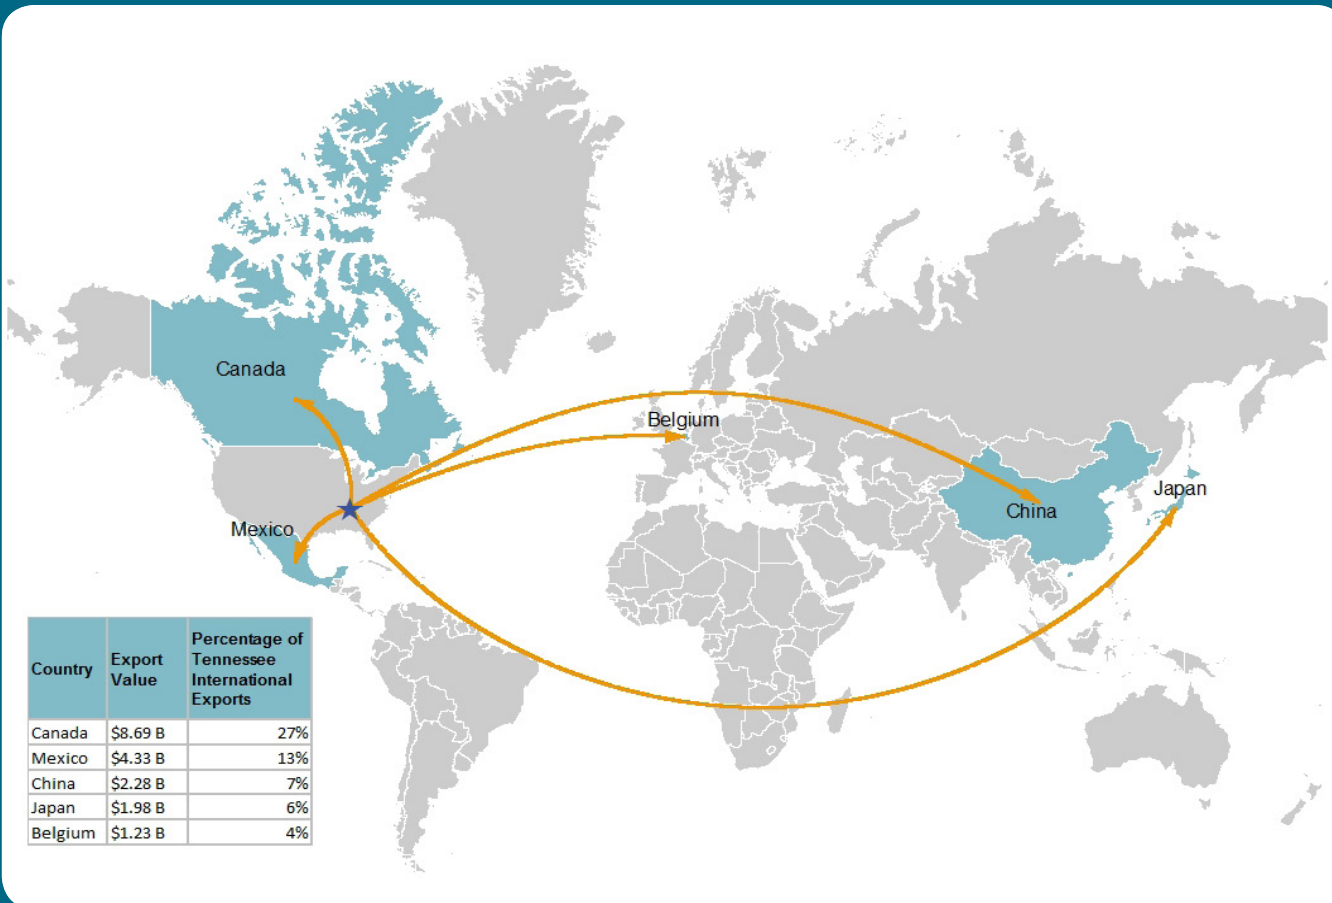 Canada
Belgium
Japan
China
Mexico
Country Export Value Percentage of Tennessee International Exports
Canada $8.69 B 27%
Mexico $4.33 B 13%
China $2.28 B 7%
Japan $1.98 B 6%
Belgium $1.23 B 4%